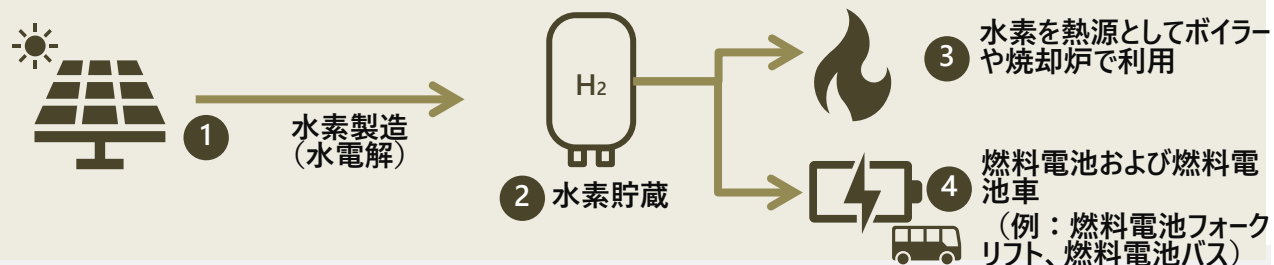 1
水素製造
（水電解）
H2
2 水素貯蔵
3 水素を熱源としてボイラー
や焼却炉で利用
4 燃料電池および燃料電
池車
（例：燃料電池フォーク
リフト、燃料電池バス）